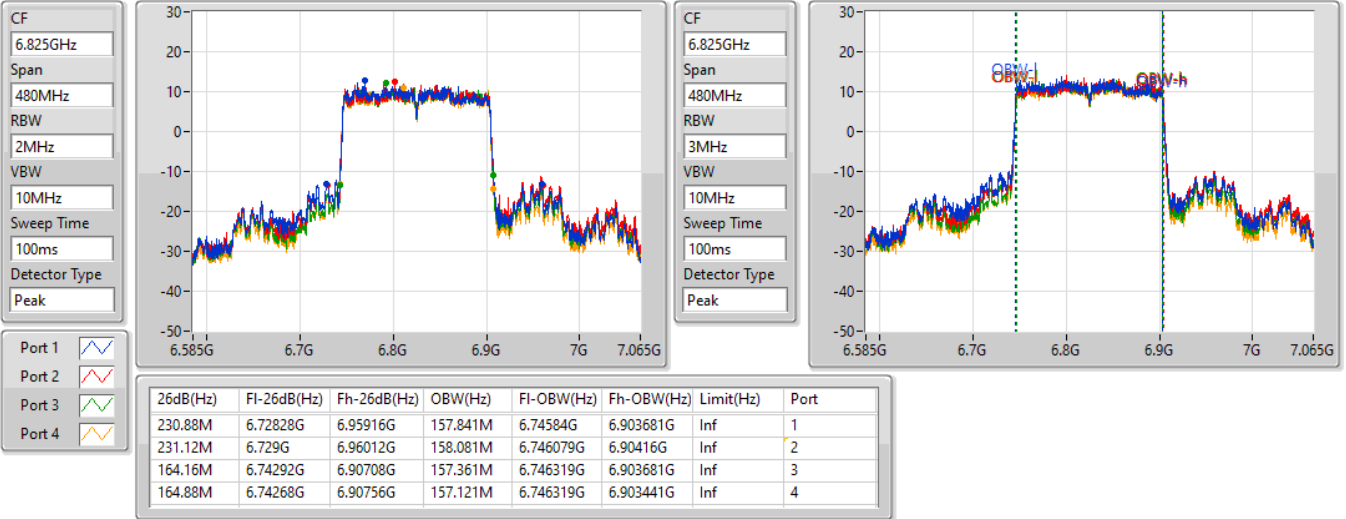 CF
6.825GHz
Span
480MHz
RBW
2MHz
VBW
10MHz
Sweep Time
100ms
Detector Type
Peak
30
20
10
0
-10
-20
-30
-40
-50
6.585G 6.7G 6.8G 6.9G 7G 7.065G
CF
6.825GHz
Span
480MHz
RBW
3MHz
VBW
10MHz
Sweep Time
100ms
Detector Type
Peak
30
20
10
0
-10
-20
-30
-40
-50
OBW-l
OBW-l
OBW-h
6.585G 6.7G 6.8G 6.9G 7G 7.065G
Port 1
Port 2
Port 3
Port 4
26dB(Hz) Fl-26dB(Hz) Fh-26dB(Hz) OBW(Hz) Fl-OBW(Hz) Fh-OBW(Hz) Limit(Hz) Port
230.88M 6.72828G 6.95916G 157.841M 6.74584G 6.903681G Inf 1
231.12M 6.729G 6.96012G 158.081M 6.746079G 6.90416G Inf 2
164.16M 6.74292G 6.90708G 157.361M 6.746319G 6.903681G Inf 3
164.88M 6.74268G 6.90756G 157.121M 6.746319G 6.903441G Inf 4